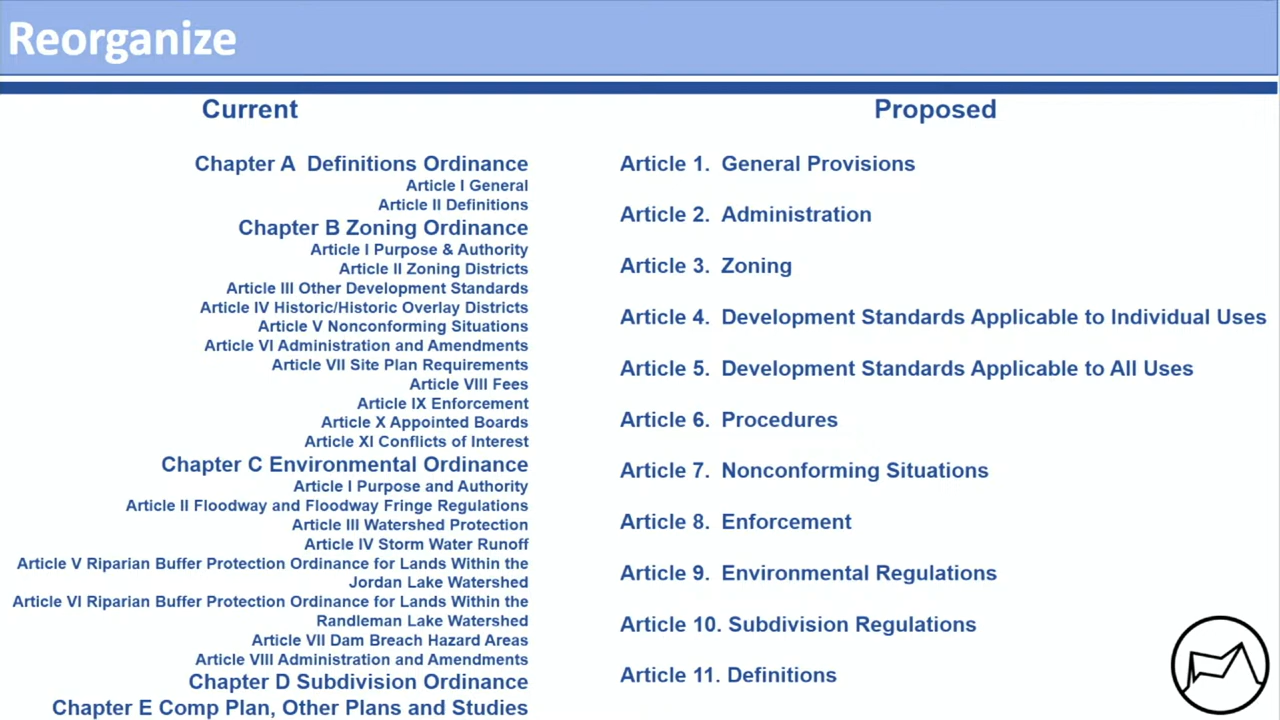 Reorganize
Current
Chapter A  Definitions Ordinance
Article I General
Article II Definitions
Chapter B Zoning Ordinance
Article I Purpose & Authority
Article II Zoning Districts
Article III Other Development Standards
Article IV Historic/Historic Overlay Districts
Article V Nonconforming Situations
Article VI Administration and Amendments
Article VII Site Plan Requirements
Article VIII Fees
Article IX Enforcement
Article X Appointed Boards
Article XI Conflicts of Interest
Chapter C Environmental Ordinance
Article I Purpose and Authority
Article II Floodway and Floodway Fringe Regulations
Article III Watershed Protection
Article IV Storm Water Runoff
Article V Riparian Buffer Protection Ordinance for Lands Within the
Jordan Lake Watershed
Article VI Riparian Buffer Protection Ordinance for Lands Within the
Randleman Lake Watershed
Article VII Dam Breach Hazard Areas
Article VIII Administration and Amendments
Chapter D Subdivision Ordinance
Chapter E Comp Plan, Other Plans and Studies
Proposed
Article 1.  General Provisions
Article 2.  Administration
Article 3.  Zoning
Article 4.  Development Standards Applicable to Individual Uses
Article 5.  Development Standards Applicable to All Uses
Article 6.  Procedures
Article 7.  Nonconforming Situations
Article 8.  Enforcement
Article 9.  Environmental Regulations
Article 10. Subdivision Regulations
Article 11. Definitions